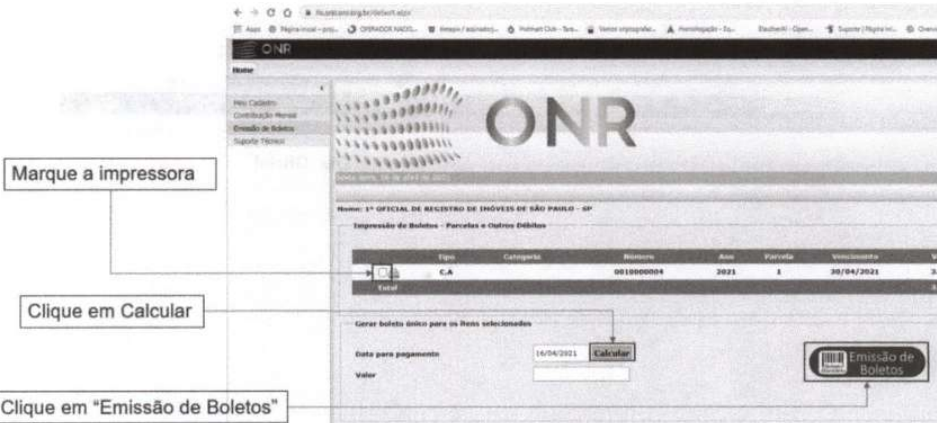 ONR
Home
Meu Cadastro
Contribuição Mensal
Emissão de Boletos
Suporte Técnico
ONR
Marque a impressora
Nome: 1º OFICIAL DE REGISTRO DE IMÓVEIS DE SÃO PAULO - SP
Impressão de Boletos - Parcelas e Outros Débitos
Tipo Categoria Número Ano Parcela Vencimento
C.A 0010000004 2021 1 30/04/2021
Total
Clique em Calcular
Gerar boleto único para os itens selecionados
Data para pagamento 16/04/2021 Calcular
Valor
Emissão de
Boletos
Clique em “Emissão de Boletos”